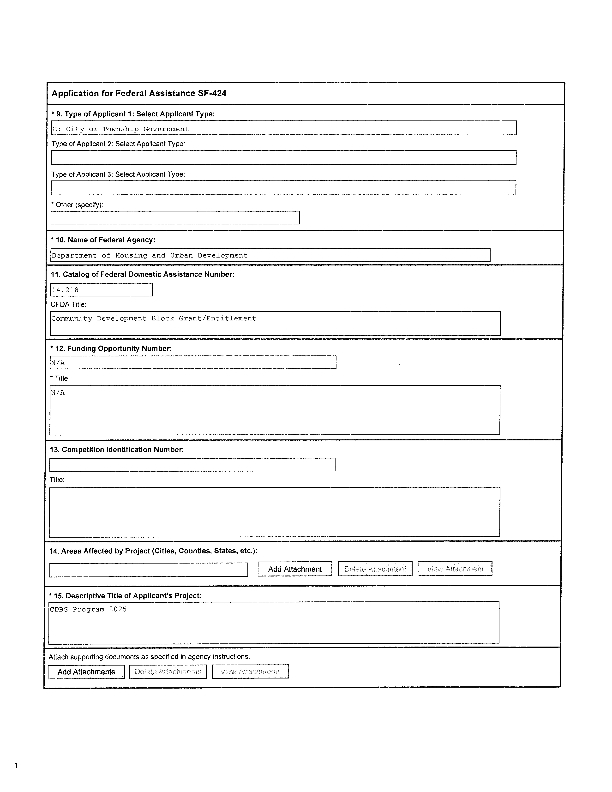 Application for Federal Assistance SF-424
* 9. Type of Applicant 1: Select Applicant Type:
C: City or Township Government
Type of Applicant 2: Select Applicant Type:
Type of Applicant 3: Select Applicant Type:
* Other (specify):
* 10. Name of Federal Agency:
Department of Housing and Urban Development
11. Catalog of Federal Domestic Assistance Number:
14.218
CFDA Title:
Community Development Block Grant/Entitlement
* 12. Funding Opportunity Number:
N/A
* Title:
N/A
13. Competition Identification Number:
Title:
14. Areas Affected by Project (Cities, Counties, States, etc.):
Add Attachment Delete Attachment View Attachment
* 15. Descriptive Title of Applicant's Project:
CDBG Program
Attach supporting documents as specified in agency instructions.
Add Attachments Delete Attachments View Attachments
1